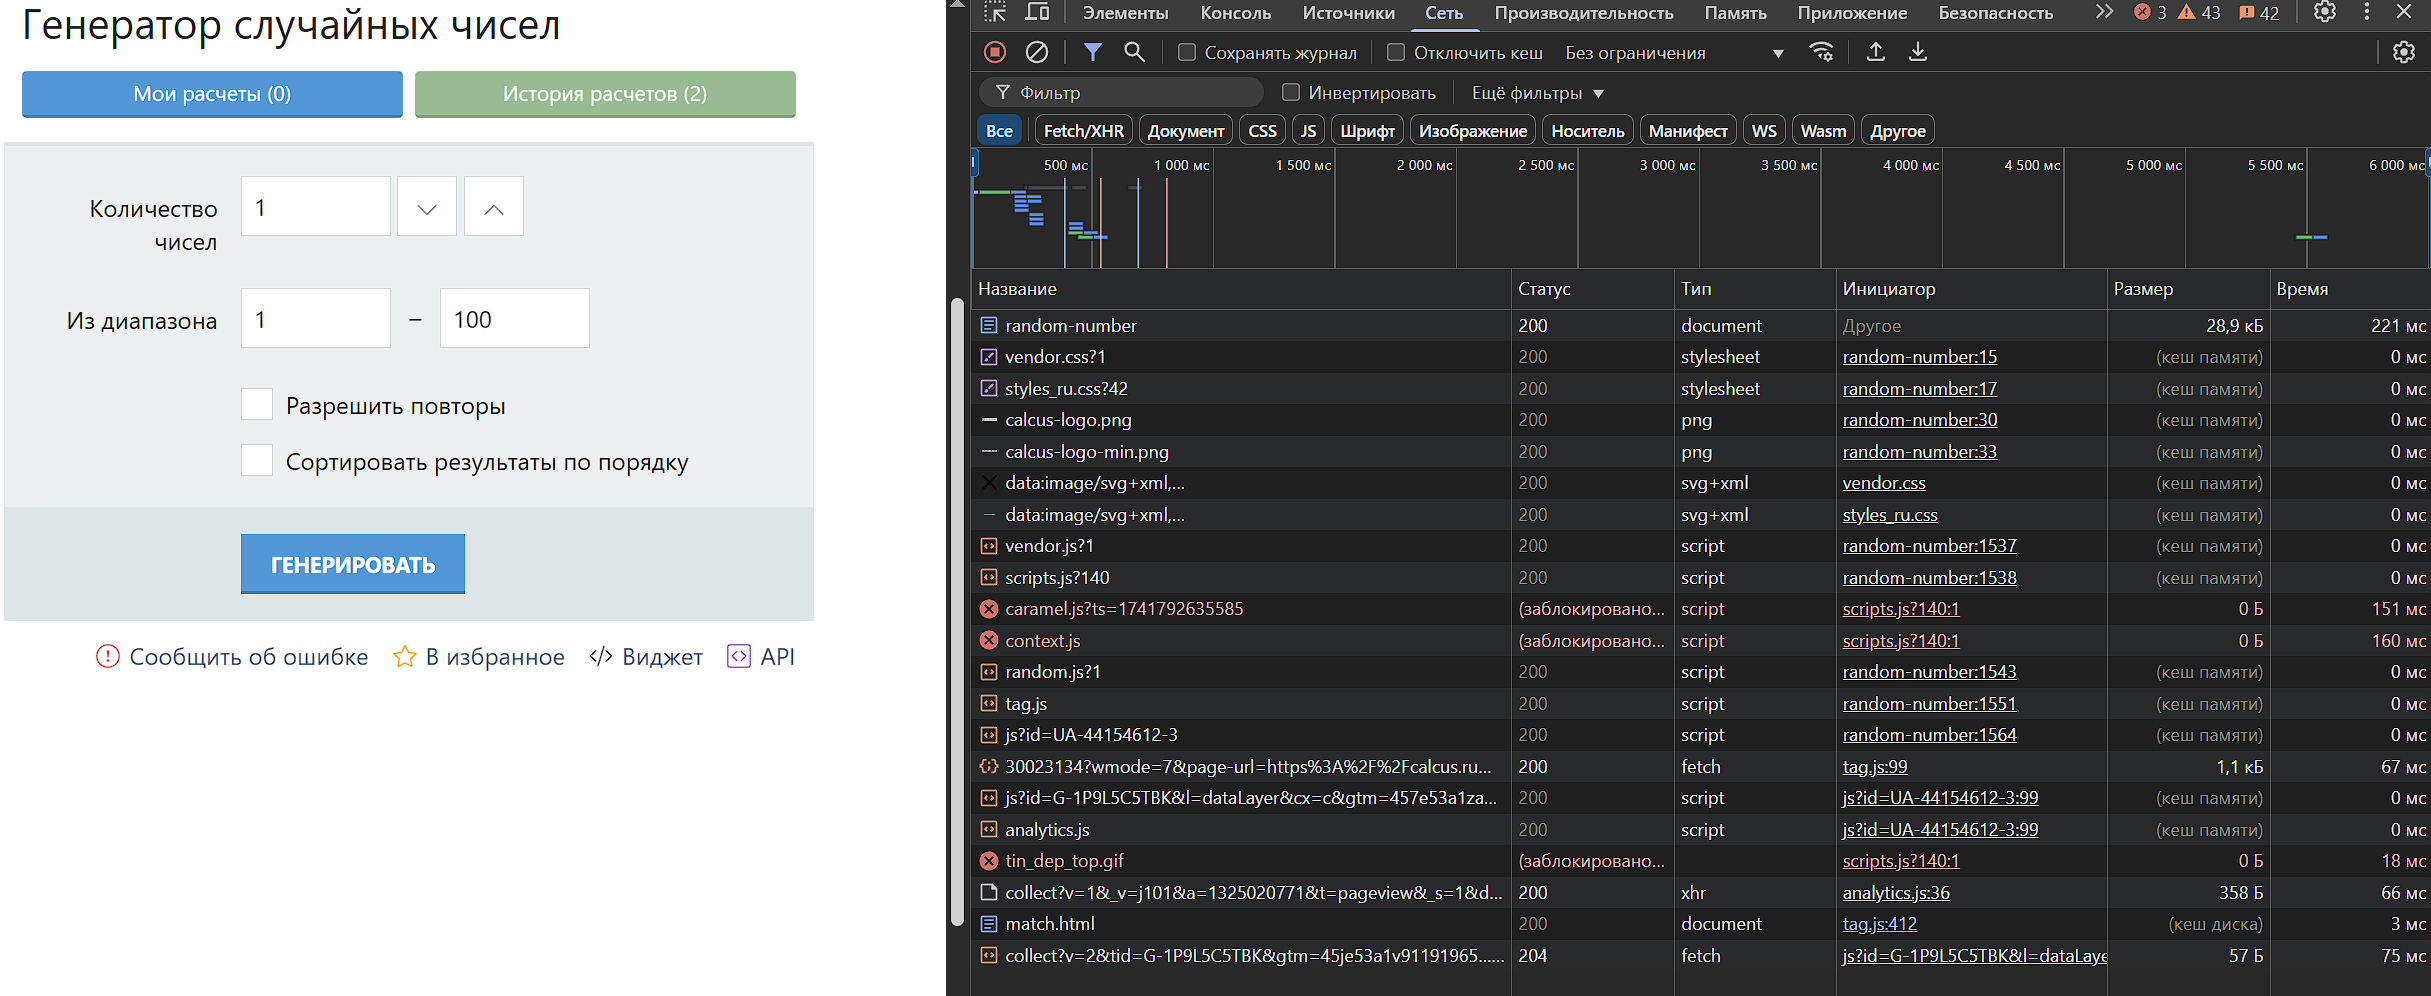 Генератор случайных чисел
Мои расчеты (0)
История расчетов (2)
Количество чисел
1
Из диапазона
1 – 100
Разрешить повторы
Сортировать результаты по порядку
ГЕНЕРИРОВАТЬ
Сообщить об ошибке В избранное Виджет API
Элементы Консоль Источники Сеть Производительность Память Приложение Безопасность 3 43 42
Сохранять журнал Отключить кеш Без ограничения
Фильтр Инвертировать Ещё фильтры
Все Fetch/XHR Документ CSS JS Шрифт Изображение Носитель Манифест WS Wasm Другое
500 мс 1 000 мс 1 500 мс 2 000 мс 2 500 мс 3 000 мс 3 500 мс 4 000 мс 4 500 мс 5 000 мс 5 500 мс 6 000 мс
Название Статус Тип Инициатор Размер Время
random-number 200 document Другое 28,9 кБ 221 мс
vendor.css?1 200 stylesheet random-number:15 (кеш памяти) 0 мс
styles_ru.css?42 200 stylesheet random-number:17 (кеш памяти) 0 мс
calcus-logo.png 200 png random-number:30 (кеш памяти) 0 мс
calcus-logo-min.png 200 png random-number:33 (кеш памяти) 0 мс
data:image/svg+xml,... 200 svg+xml vendor.css (кеш памяти) 0 мс
data:image/svg+xml,... 200 svg+xml styles_ru.css (кеш памяти) 0 мс
vendor.js?1 200 script random-number:1537 (кеш памяти) 0 мс
scripts.js?140 200 script random-number:1538 (кеш памяти) 0 мс
caramel.js?ts=1741792635585 (заблокировано... script scripts.js?140:1 0 Б 151 мс
context.js (заблокировано... script scripts.js?140:1 0 Б 160 мс
random.js?1 200 script random-number:1543 (кеш памяти) 0 мс
tag.js 200 script random-number:1551 (кеш памяти) 0 мс
js?id=UA-44154612-3 200 script random-number:1564 (кеш памяти) 0 мс
30023134?wmode=7&page-url=https%3A%2F%2Fcalcus.ru... 200 fetch tag.js:99 1,1 кБ 67 мс
js?id=G-1P9L5C5TBK&l=dataLayer&cx=c&gtm=457e53a1za... 200 script js?id=UA-44154612-3:99 (кеш памяти) 0 мс
analytics.js 200 script js?id=UA-44154612-3:99 (кеш памяти) 0 мс
tin_dep_top.gif (заблокировано... scripts.js?140:1 0 Б 18 мс
collect?v=1&_v=j101&a=1325020771&t=pageview&_s=1&d... 200 xhr analytics.js:36 358 Б 66 мс
match.html 200 document tag.js:412 (кеш диска) 3 мс
collect?v=2&tid=G-1P9L5C5TBK&gtm=45je53a1v91191965...... 204 fetch js?id=G-1P9L5C5TBK&l=dataLaye 57 Б 75 мс